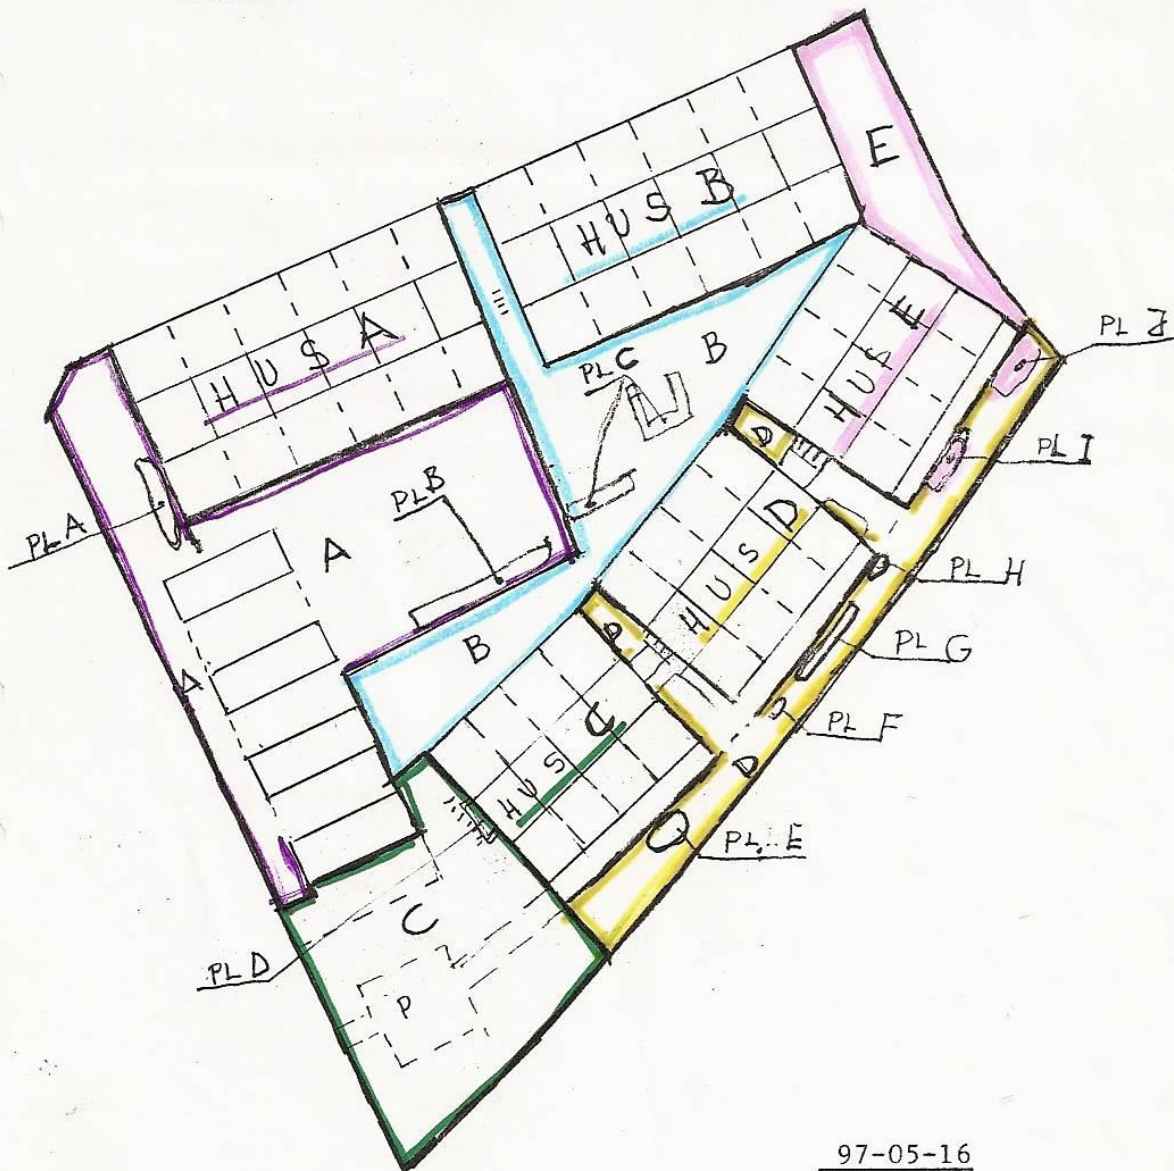 E
HUS B
HUS A
HUS E
PL J
PL C
B
D
PL I
PL B
PL A
A
HUS D
PL H
B
D
PL G
A
HUS C
PL F
D
PL. E
C
PL D
P
97-05-16